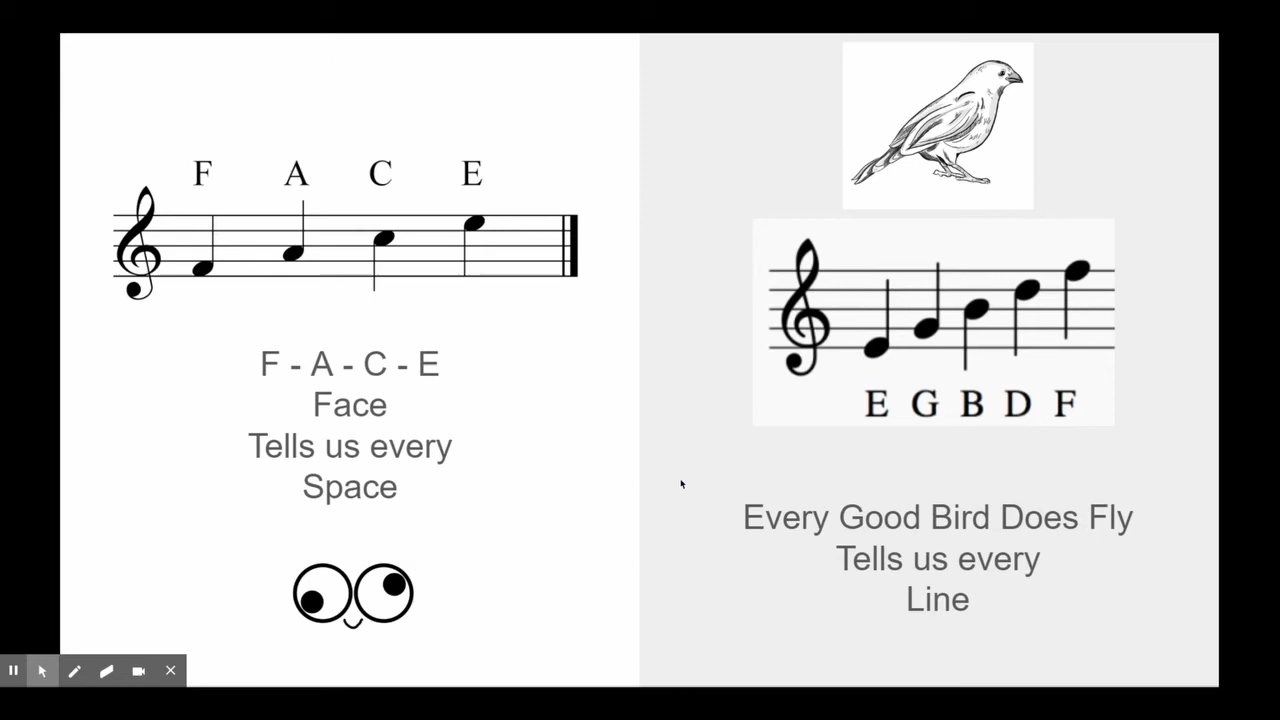 F A C E
F - A - C - E
Face
Tells us every
Space
E G B D F
Every Good Bird Does Fly
Tells us every
Line